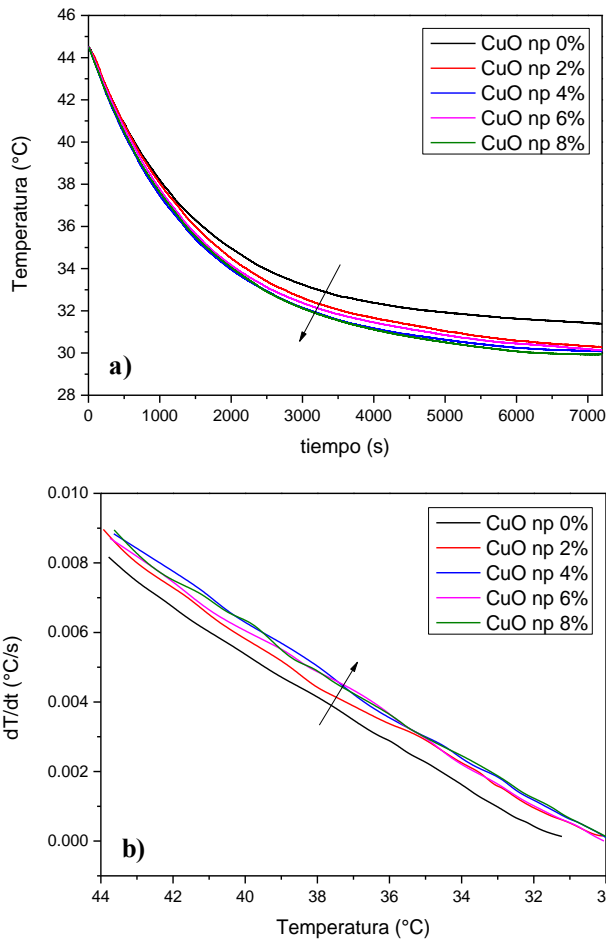 46
44
42
40
38
36
34
32
30
28
Temperatura (°C)
CuO np 0%
CuO np 2%
CuO np 4%
CuO np 6%
CuO np 8%
a)
0 1000 2000 3000 4000 5000 6000 7000
tiempo (s)
0.010
0.008
0.006
0.004
0.002
0.000
dT/dt (°C/s)
CuO np 0%
CuO np 2%
CuO np 4%
CuO np 6%
CuO np 8%
b)
44 42 40 38 36 34 32 30
Temperatura (°C)